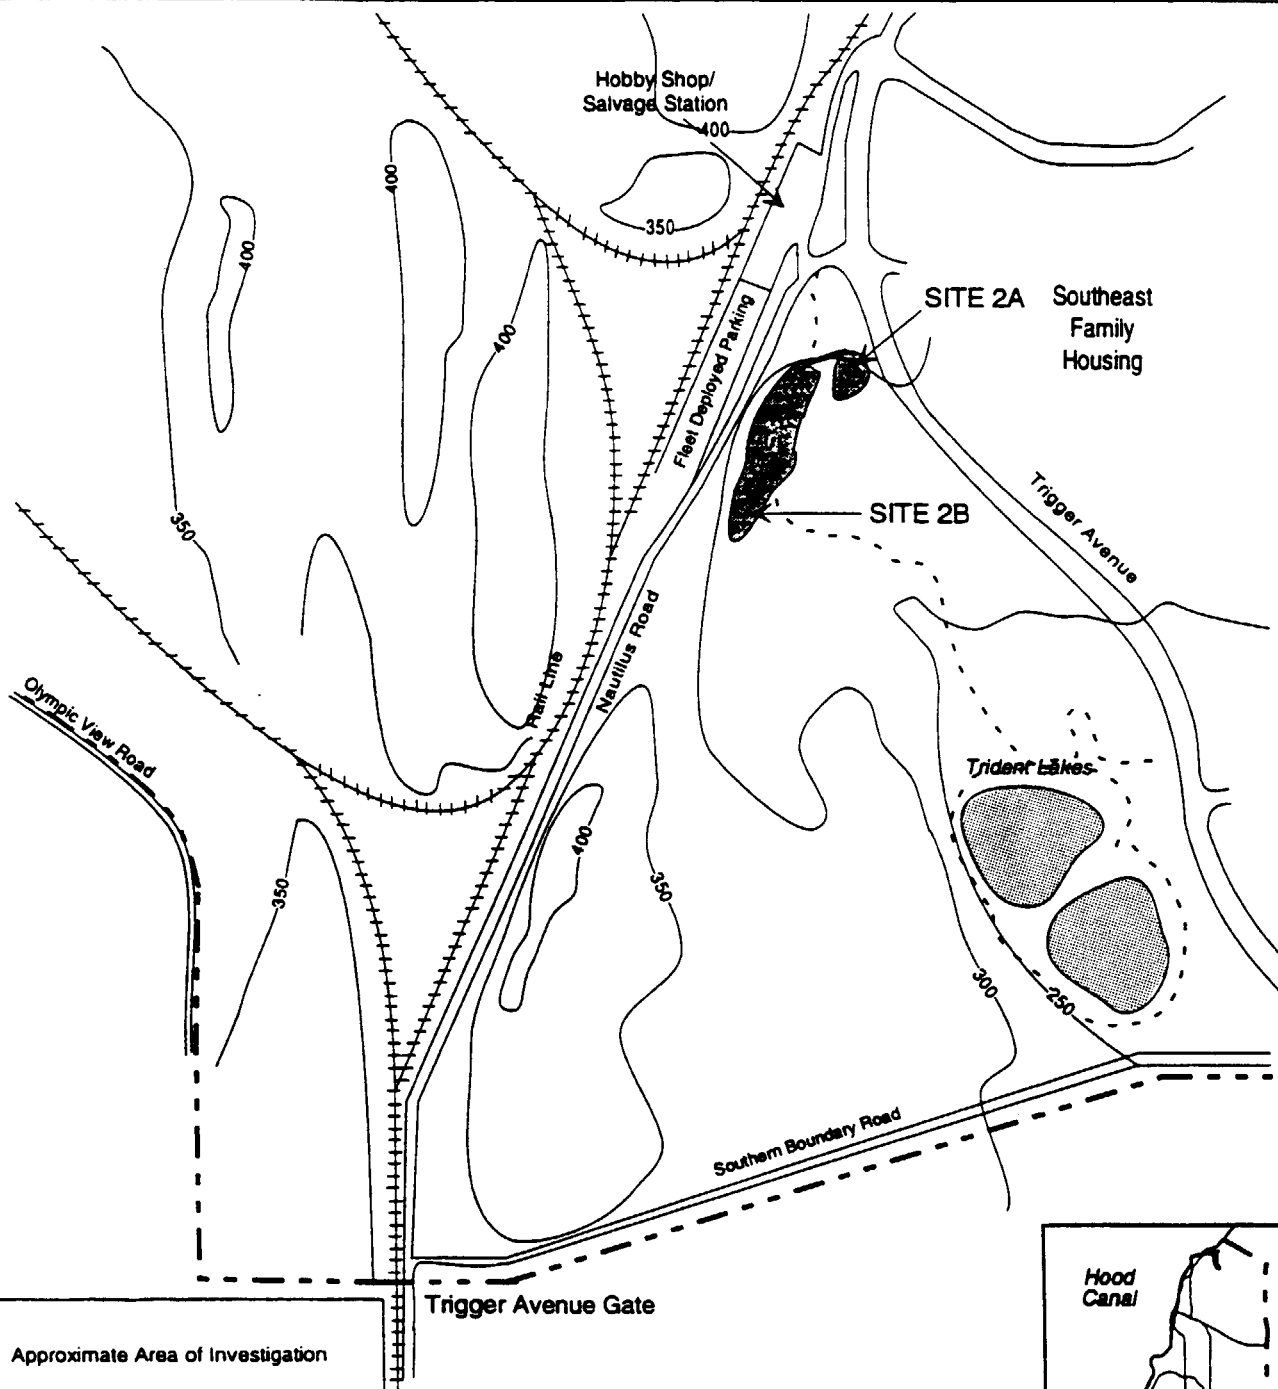 Hobby Shop/
Salvage Station
400
400
350
400
400
SITE 2A
Southeast
Family
Housing
Fleet Deployed Parking
SITE 2B
Trigger Avenue
350
Nautilus Road
Rail Line
Olympic View Road
Trident Lakes
400
350
350
300
250
Southern Boundary Road
Trigger Avenue Gate
Hood
Canal
Approximate Area of Investigation